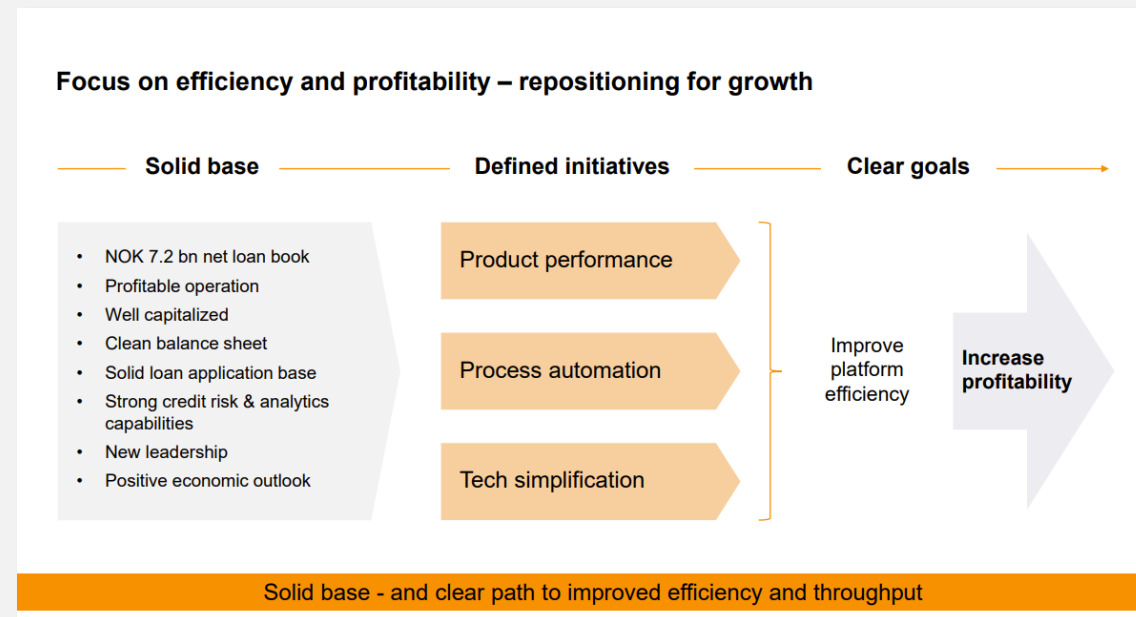 Focus on efficiency and profitability – repositioning for growth
Solid base
Defined initiatives
Clear goals
• NOK 7.2 bn net loan book
• Profitable operation
• Well capitalized
• Clean balance sheet
• Solid loan application base
• Strong credit risk & analytics
capabilities
• New leadership
• Positive economic outlook
Product performance
Process automation
Tech simplification
Improve
platform
efficiency
Increase
profitability
Solid base - and clear path to improved efficiency and throughput